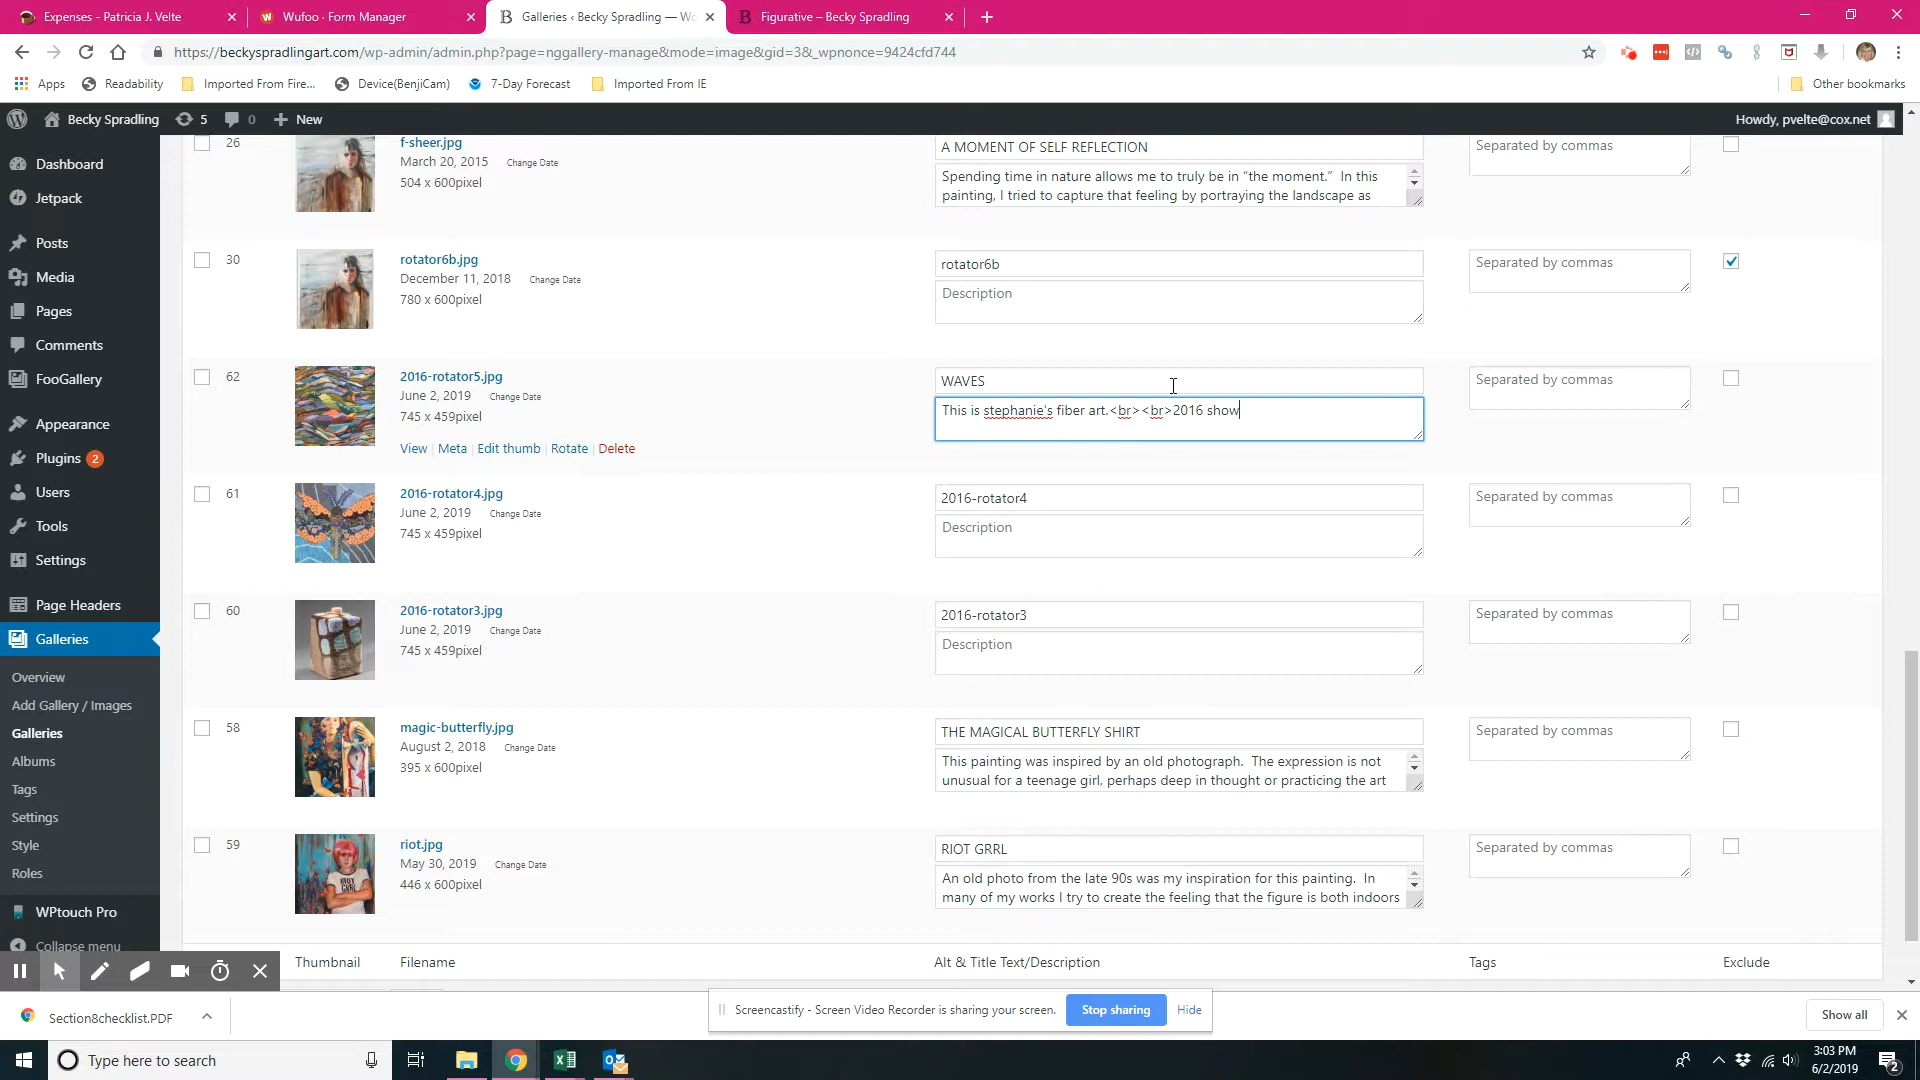 Expenses - Patricia J. Velte
Wufoo · Form Manager
Galleries ‹ Becky Spradling — Wo
Figurative – Becky Spradling
https://beckyspradlingart.com/wp-admin/admin.php?page=nggallery-manage&mode=image&gid=3&_wpnonce=9424cfd744
Apps
Readability
Imported From Fire...
Device(BenjiCam)
7-Day Forecast
Imported From IE
Other bookmarks
Becky Spradling
5
0
New
Howdy, pvelte@cox.net
Dashboard
Jetpack
Posts
Media
Pages
Comments
FooGallery
Appearance
Plugins 2
Users
Tools
Settings
Page Headers
Galleries
Overview
Add Gallery / Images
Galleries
Albums
Tags
Settings
Style
Roles
WPtouch Pro
Collapse menu
26
f-sheer.jpg
March 20, 2015 Change Date
504 x 600pixel
A MOMENT OF SELF REFLECTION
Spending time in nature allows me to truly be in “the moment.” In this
painting, I tried to capture that feeling by portraying the landscape as
Separated by commas
30
rotator6b.jpg
December 11, 2018 Change Date
780 x 600pixel
rotator6b
Description
Separated by commas
62
2016-rotator5.jpg
June 2, 2019 Change Date
745 x 459pixel
View | Meta | Edit thumb | Rotate | Delete
WAVES
This is stephanie's fiber art.<br><br>2016 show
Separated by commas
61
2016-rotator4.jpg
June 2, 2019 Change Date
745 x 459pixel
2016-rotator4
Description
Separated by commas
60
2016-rotator3.jpg
June 2, 2019 Change Date
745 x 459pixel
2016-rotator3
Description
Separated by commas
58
magic-butterfly.jpg
August 2, 2018 Change Date
395 x 600pixel
THE MAGICAL BUTTERFLY SHIRT
This painting was inspired by an old photograph. The expression is not
unusual for a teenage girl, perhaps deep in thought or practicing the art
Separated by commas
59
riot.jpg
May 30, 2019 Change Date
446 x 600pixel
RIOT GRRL
An old photo from the late 90s was my inspiration for this painting. In
many of my works I try to create the feeling that the figure is both indoors
Separated by commas
Thumbnail
Filename
Alt & Title Text/Description
Tags
Exclude
Screencastify - Screen Video Recorder is sharing your screen.
Stop sharing
Hide
Section8checklist.PDF
Show all
Type here to search
3:03 PM
6/2/2019
2